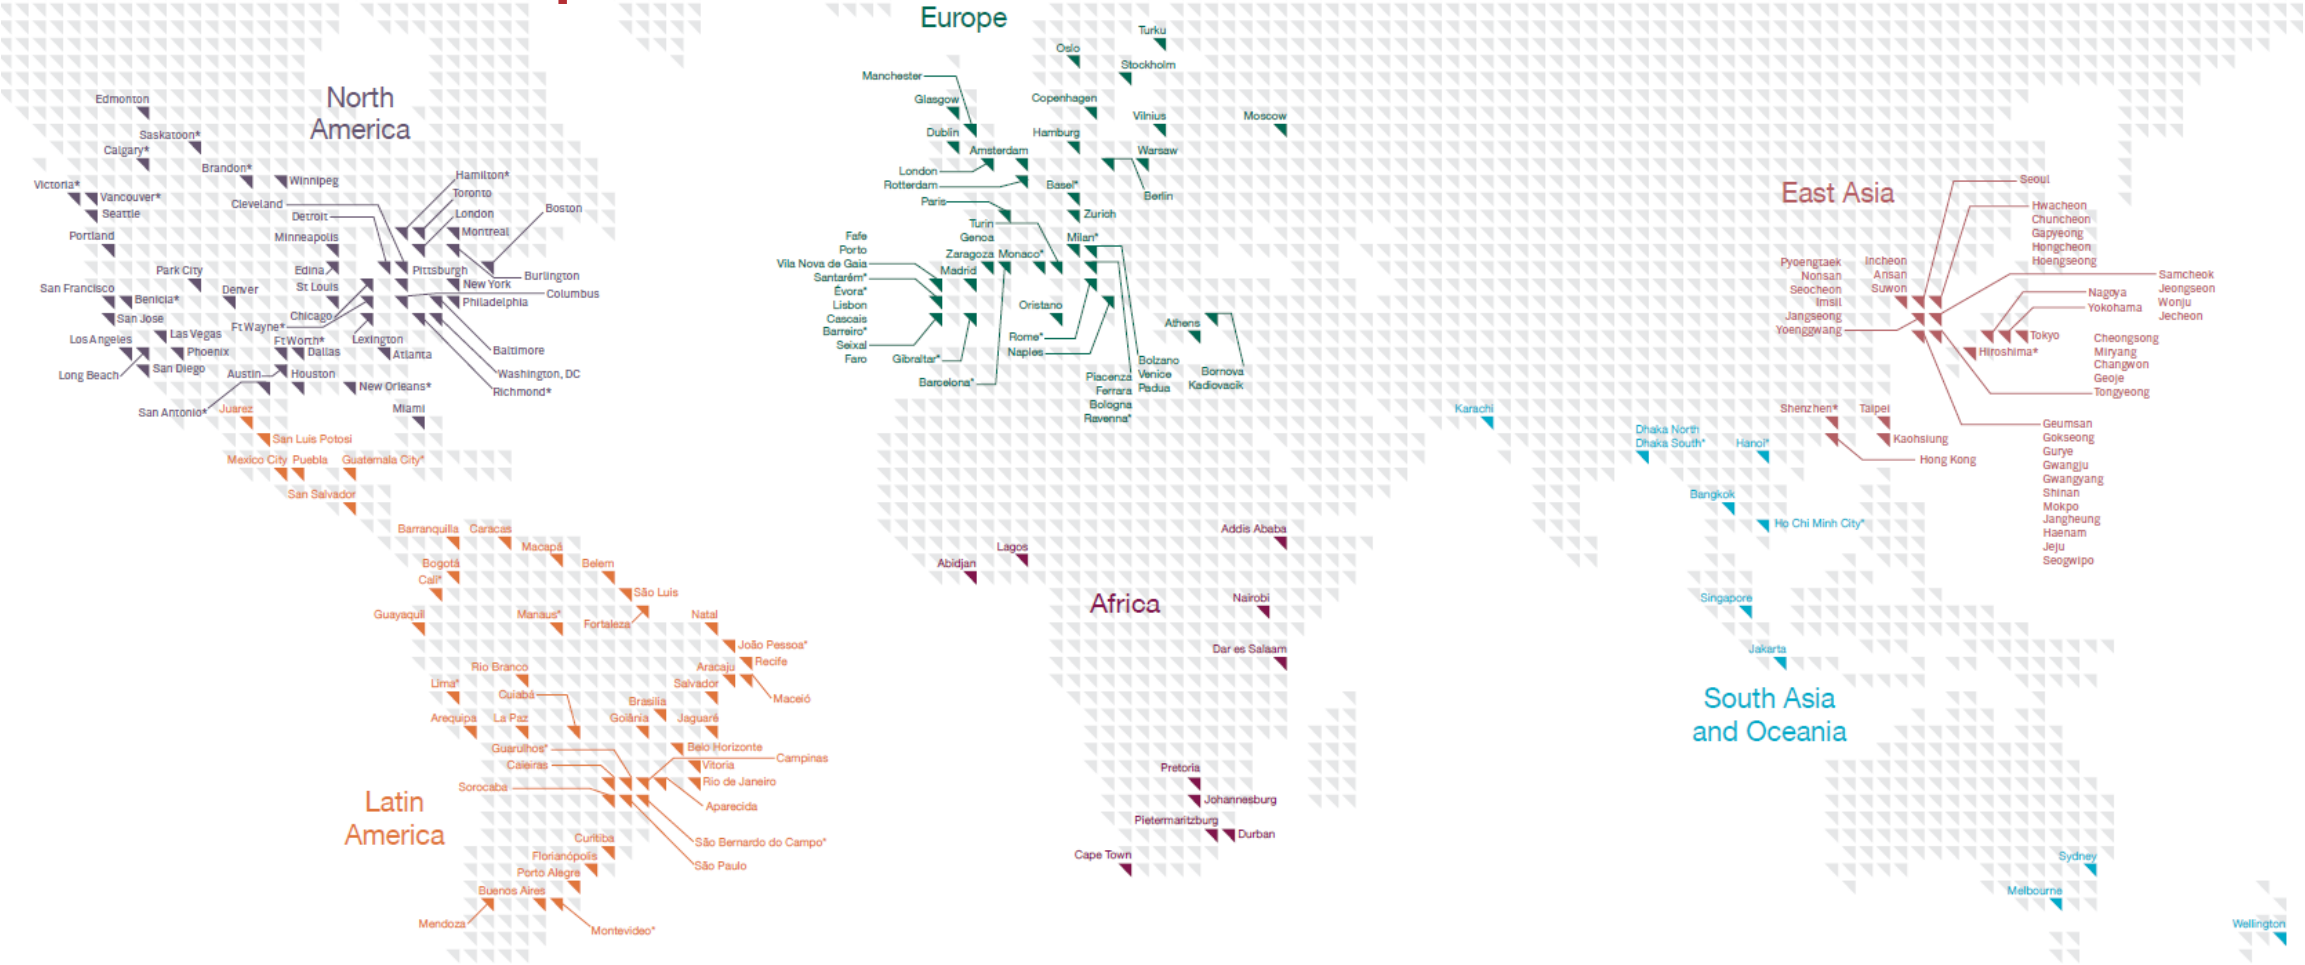 Europe
North
America
East Asia
Africa
South Asia
and Oceania
Latin
America
Edmonton
Saskatoon*
Calgary*
Brandon*
Winnipeg
Victoria*
Vancouver*
Seattle
Portland
Cleveland
Detroit
Minneapolis
Hamilton*
Toronto
London
Montreal
Boston
Park City
Edina
Pittsburgh
Burlington
San Francisco
Benicia*
Denver
St Louis
New York
Columbus
Philadelphia
San Jose
Chicago
Ft Wayne*
Las Vegas
Los Angeles
Ft Worth*
Lexington
Phoenix
Dallas
Atlanta
Baltimore
Long Beach
San Diego
Austin
Houston
New Orleans*
Washington, DC
Richmond*
San Antonio*
Miami
Juarez
San Luis Potosi
Mexico City
Puebla
Guatemala City*
San Salvador
Barranquilla
Caracas
Macapá
Bogotá
Belem
Cali*
São Luis
Guayaquil
Manaus*
Fortaleza
Natal
João Pessoa*
Recife
Rio Branco
Aracaju
Lima*
Cuiabá
Salvador
Maceió
Brasilia
Arequipa
La Paz
Goiânia
Jaguaré
Guarulhos*
Belo Horizonte
Campinas
Caieiras
Vitoria
Sorocaba
Rio de Janeiro
Aparecida
Curitiba
São Bernardo do Campo*
Florianópolis
São Paulo
Porto Alegre
Buenos Aires
Mendoza
Montevideo*
Turku
Oslo
Stockholm
Manchester
Glasgow
Copenhagen
Vilnius
Moscow
Dublin
Hamburg
Amsterdam
Warsaw
London
Rotterdam
Basel*
Berlin
Paris
Zurich
Turin
Genoa
Milan*
Fafe
Porto
Vila Nova de Gaia
Santarém*
Évora*
Lisbon
Cascais
Barreiro*
Seixal
Faro
Zaragoza
Monaco*
Madrid
Oristano
Athens
Rome*
Naples
Gibraltar*
Barcelona*
Bolzano
Venice
Padua
Piacenza
Ferrara
Bologna
Ravenna*
Bornova
Kadiovacik
Addis Ababa
Lagos
Abidjan
Nairobi
Dar es Salaam
Pretoria
Johannesburg
Pietermaritzburg
Durban
Cape Town
Karachi
Dhaka North
Dhaka South*
Hanoi*
Bangkok
Ho Chi Minh City*
Singapore
Jakarta
Sydney
Melbourne
Wellington
Seoul
Hwacheon
Chuncheon
Gapyeong
Hongcheon
Hoengseong
Pyoengtaek
Nonsan
Seocheon
Imsil
Jangseong
Yoenggwang
Incheon
Ansan
Suwon
Samcheok
Jeongseon
Wonju
Jecheon
Nagoya
Yokohama
Tokyo
Hiroshima*
Cheongsong
Miryang
Changwon
Geoje
Tongyeong
Shenzhen*
Taipei
Kaohsiung
Hong Kong
Geumsan
Gokseong
Gurye
Gwangju
Gwangyang
Shinan
Mokpo
Jangheung
Haenam
Jeju
Seogwipo